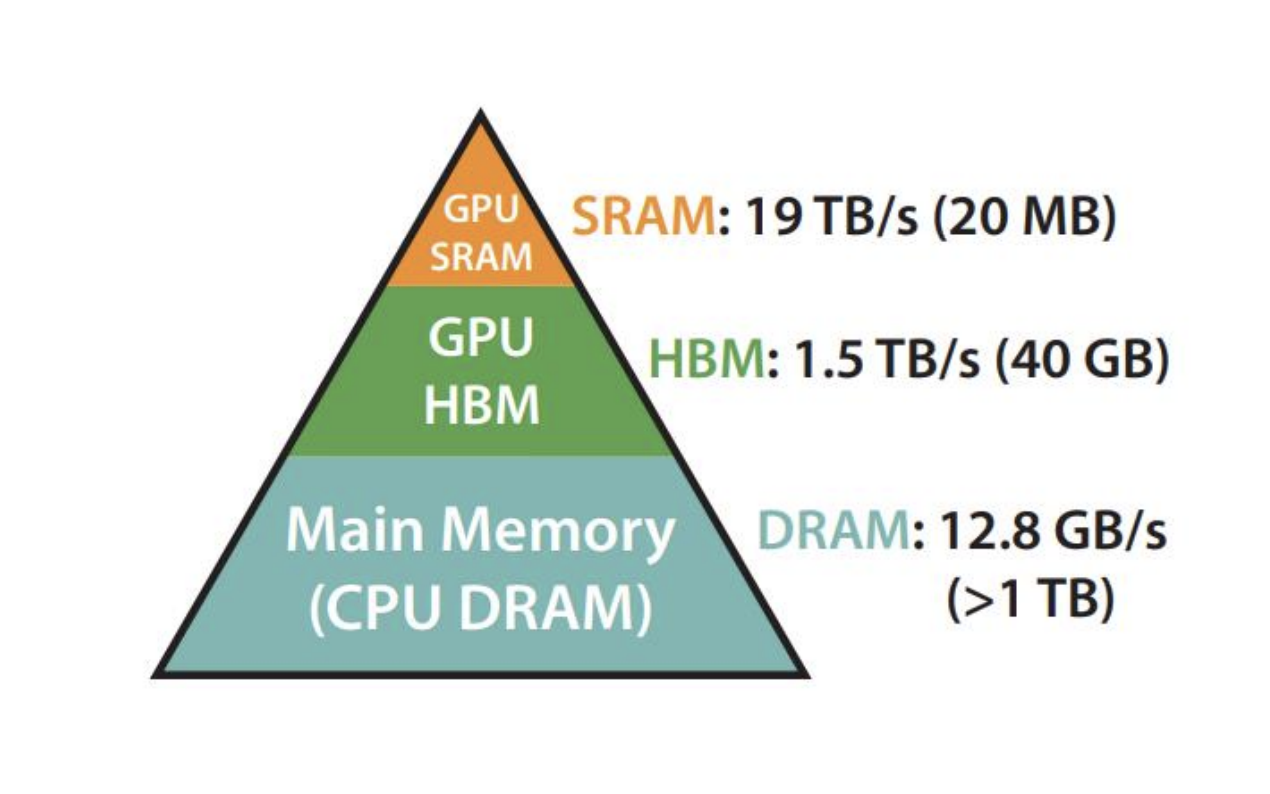 GPU
SRAM
SRAM: 19 TB/s (20 MB)
GPU
HBM
HBM: 1.5 TB/s (40 GB)
Main Memory
(CPU DRAM)
DRAM: 12.8 GB/s
(>1 TB)